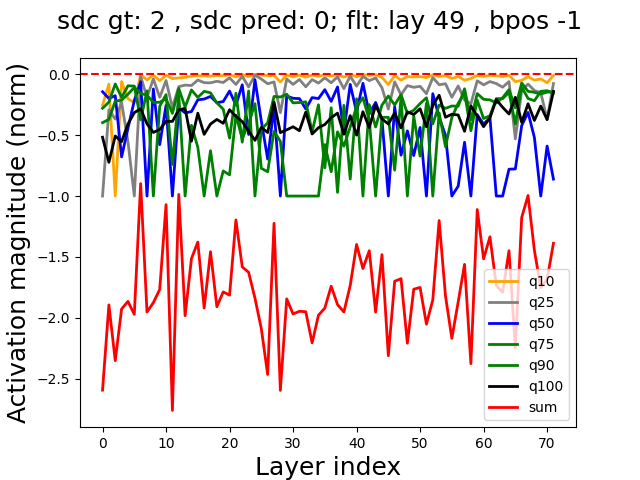 sdc gt: 2 , sdc pred: 0; flt: lay 49 , bpos -1
Activation magnitude (norm)
0.0
−0.5
−1.0
−1.5
−2.0
−2.5
q10
q25
q50
q75
q90
q100
sum
0 10 20 30 40 50 60 70
Layer index